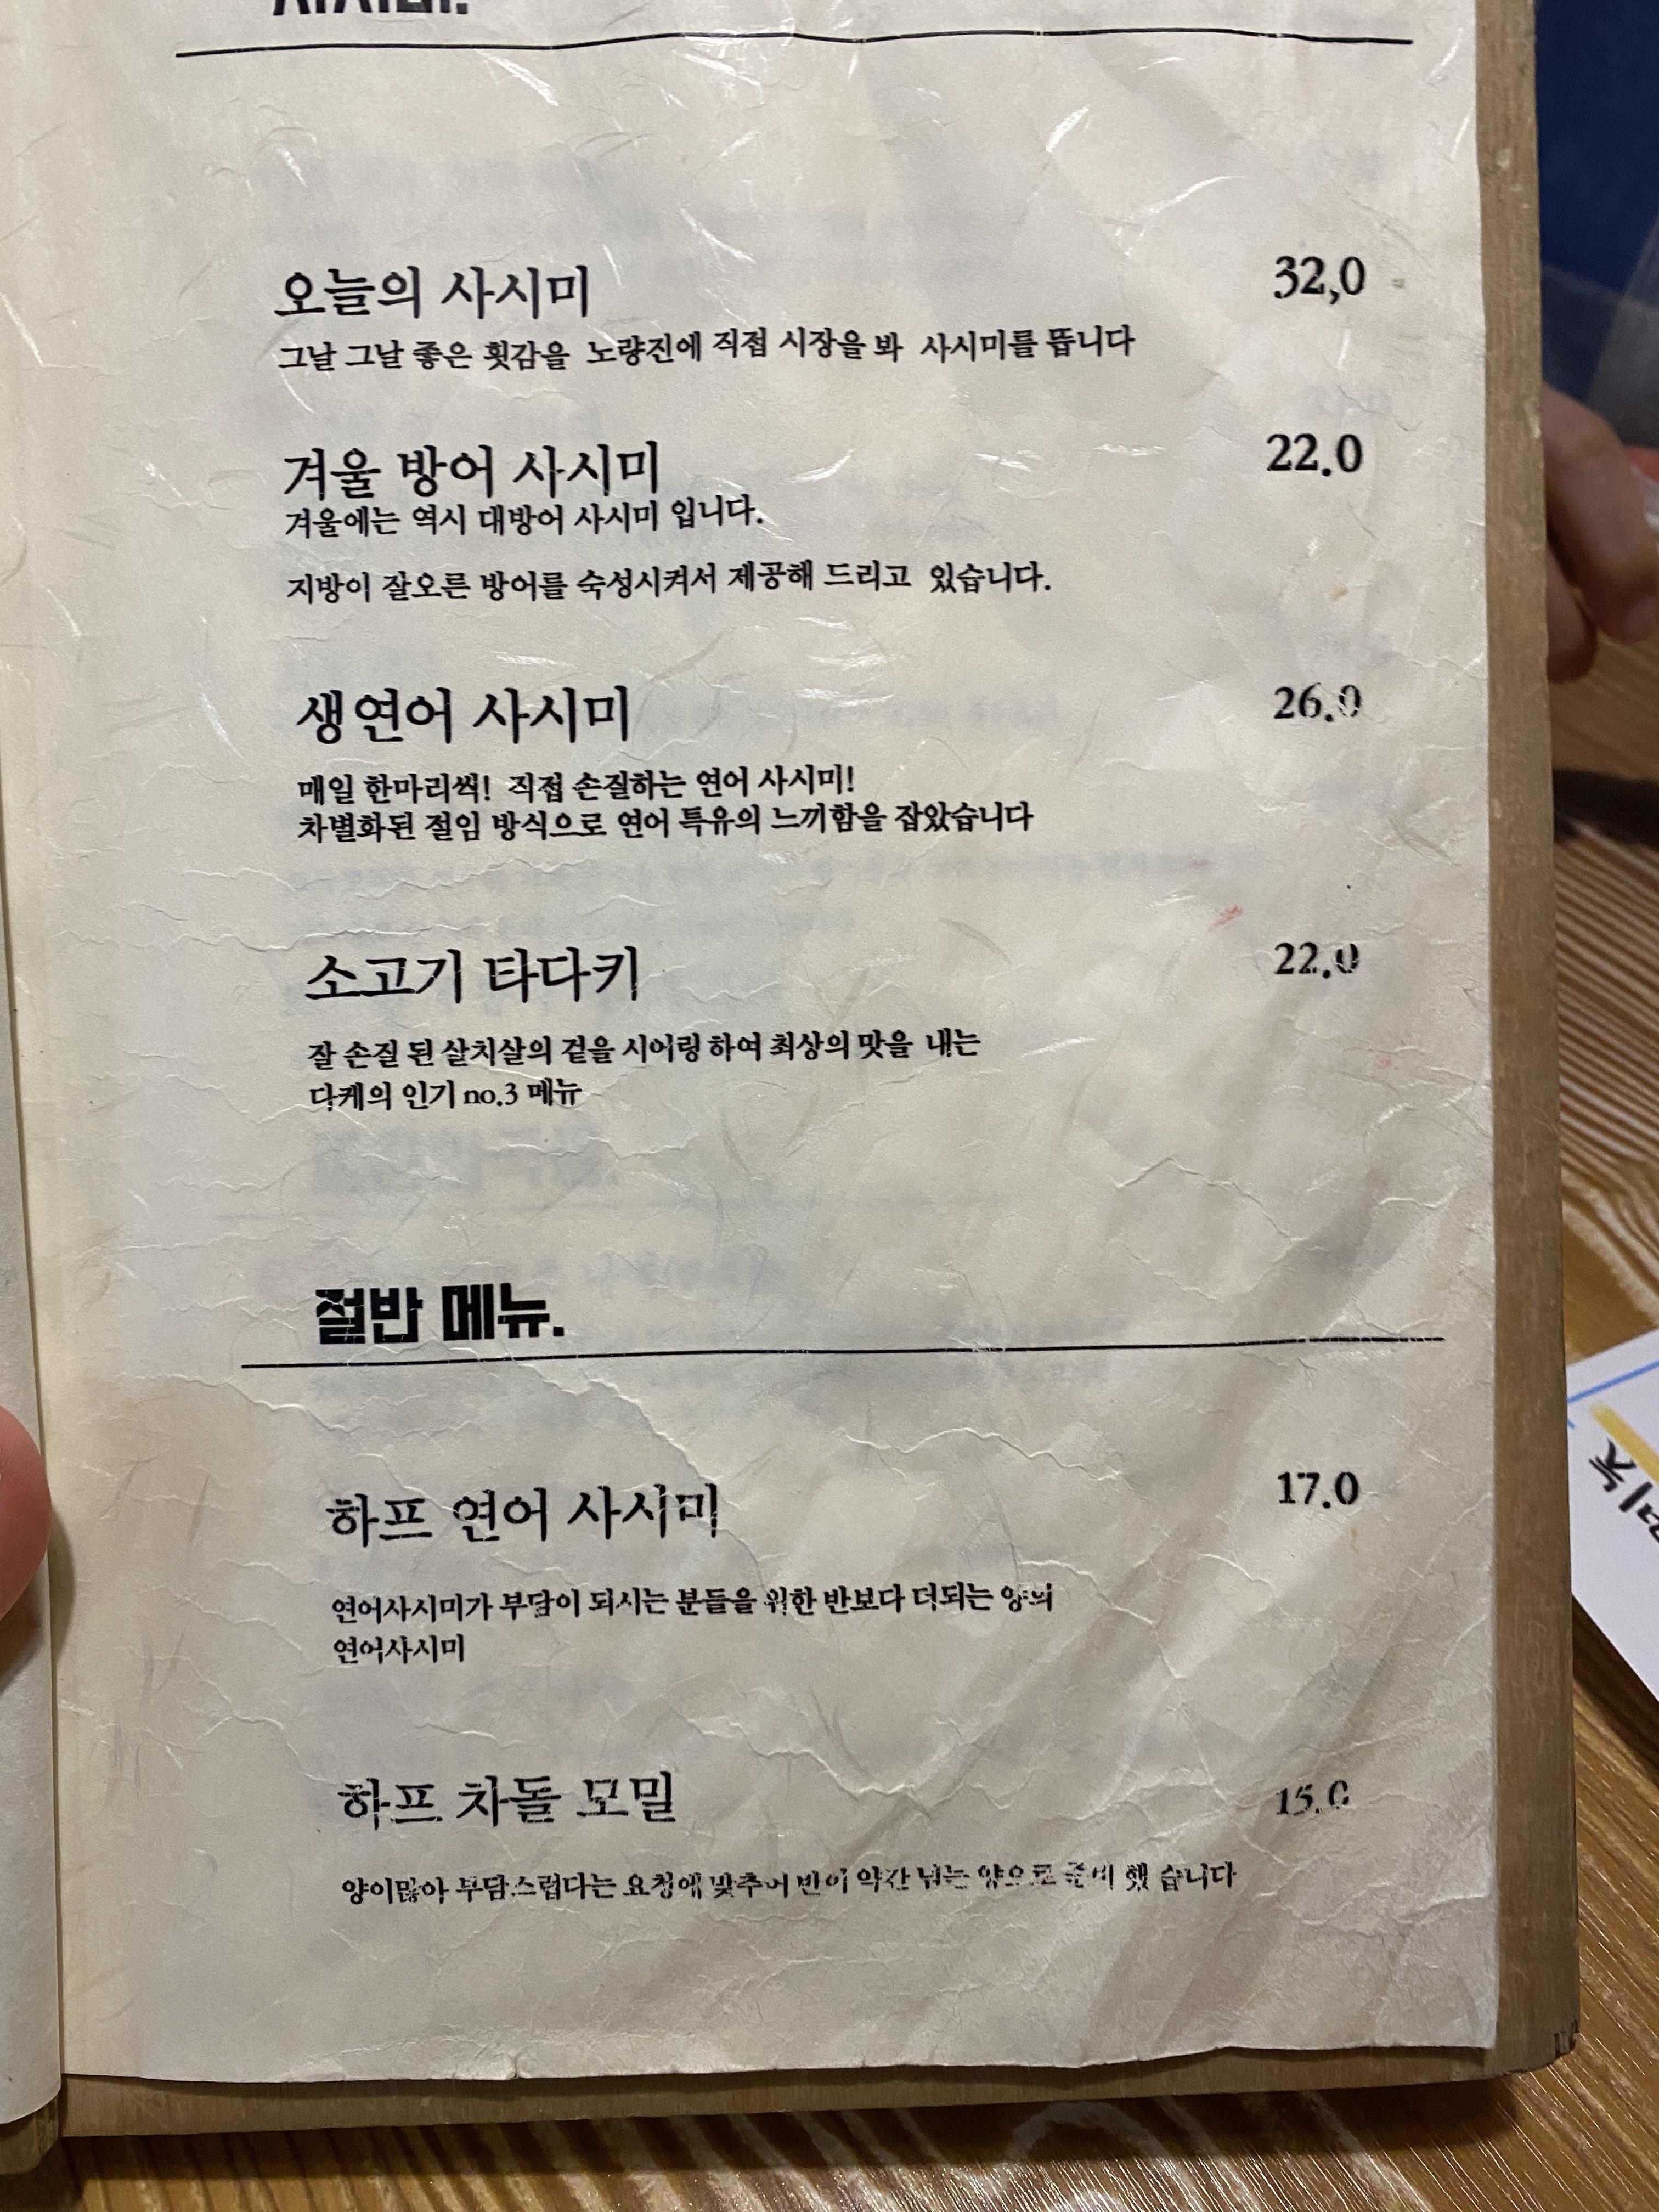 사시미.
오늘의 사시미 32,0
그날 그날 좋은 횟감을 노량진에 직접 시장을 봐 사시미를 뜹니다
겨울 방어 사시미 22.0
겨울에는 역시 대방어 사시미 입니다.
지방이 잘오른 방어를 숙성시켜서 제공해 드리고 있습니다.
생연어 사시미 26.0
매일 한마리씩! 직접 손질하는 연어 사시미!
차별화된 절임 방식으로 연어 특유의 느끼함을 잡았습니다
소고기 타다키 22.0
잘 손질 된 살치살의 겉을 시어링 하여 최상의 맛을 내는
다케의 인기 no.3 메뉴
절반 메뉴.
하프 연어 사시미 17.0
연어사시미가 부담이 되시는 분들을 위한 반보다 더되는 양의
연어사시미
하프 차돌 모밀 15.0
양이많아 부담스럽다는 요청에 맞추어 반이 약간 넘는 양으로 준비 했 습니다